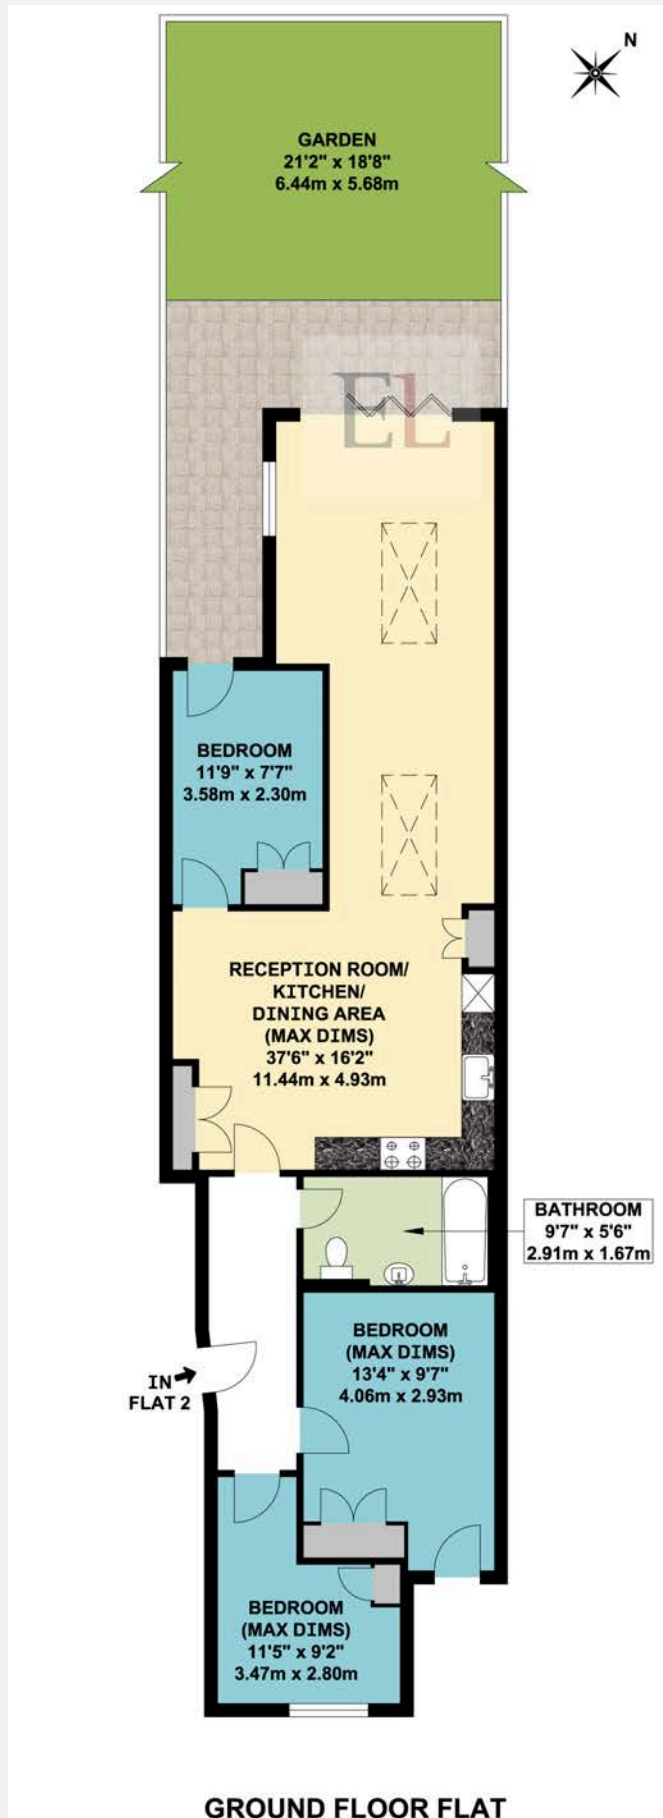 N
GARDEN
21'2" x 18'8"
6.44m x 5.68m
EL
BEDROOM
11'9" x 7'7"
3.58m x 2.30m
RECEPTION ROOM/
KITCHEN/
DINING AREA
(MAX DIMS)
37'6" x 16'2"
11.44m x 4.93m
BATHROOM
9'7" x 5'6"
2.91m x 1.67m
BEDROOM
(MAX DIMS)
13'4" x 9'7"
4.06m x 2.93m
IN
FLAT 2
BEDROOM
(MAX DIMS)
11'5" x 9'2"
3.47m x 2.80m
GROUND FLOOR FLAT